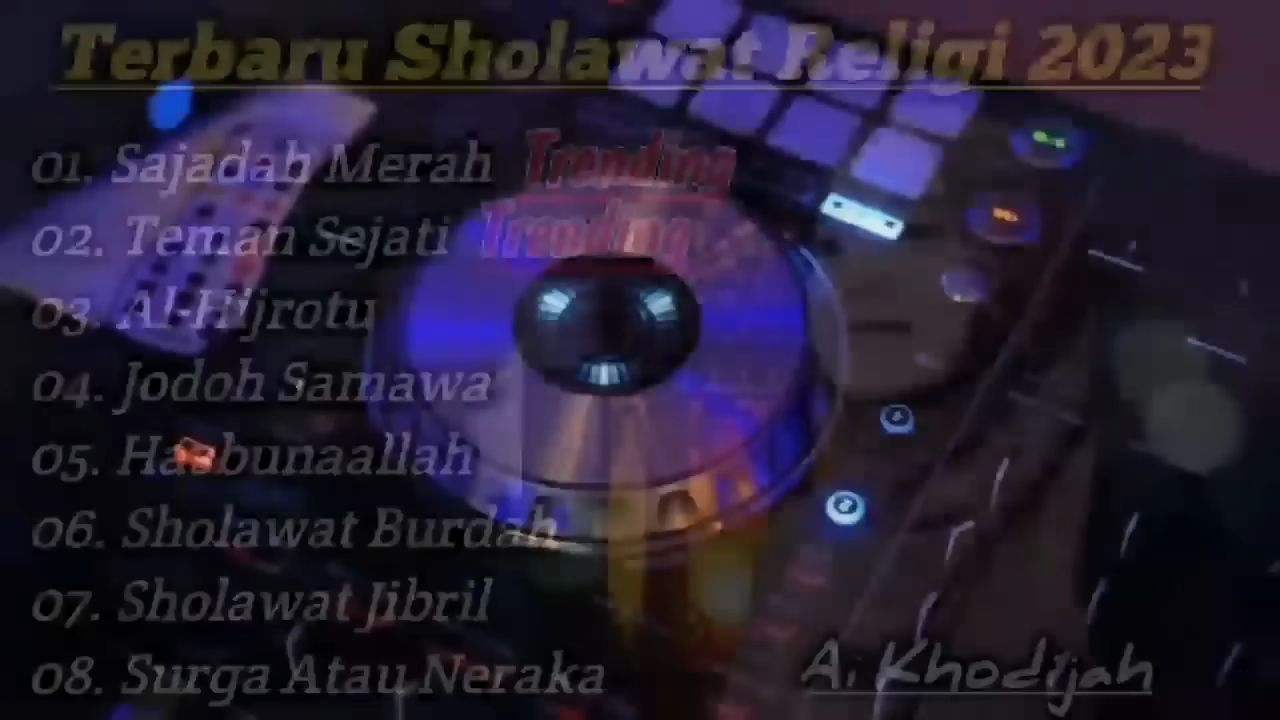 Terbaru Sholawat Religi 2023
01. Sajadah Merah Trending
02. Teman Sejati Trending
03. Al-Hijrotu
04. Jodoh Samawa
05. Hasbunaallah
06. Sholawat Burdah
07. Sholawat Jibril
08. Surga Atau Neraka
Ai Khodijah